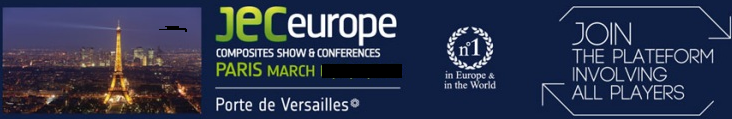 JEC europe
COMPOSITES SHOW & CONFERENCES
PARIS MARCH
Porte de Versailles
n°1
in Europe &
in the World
JOIN
THE PLATEFORM
INVOLVING
ALL PLAYERS